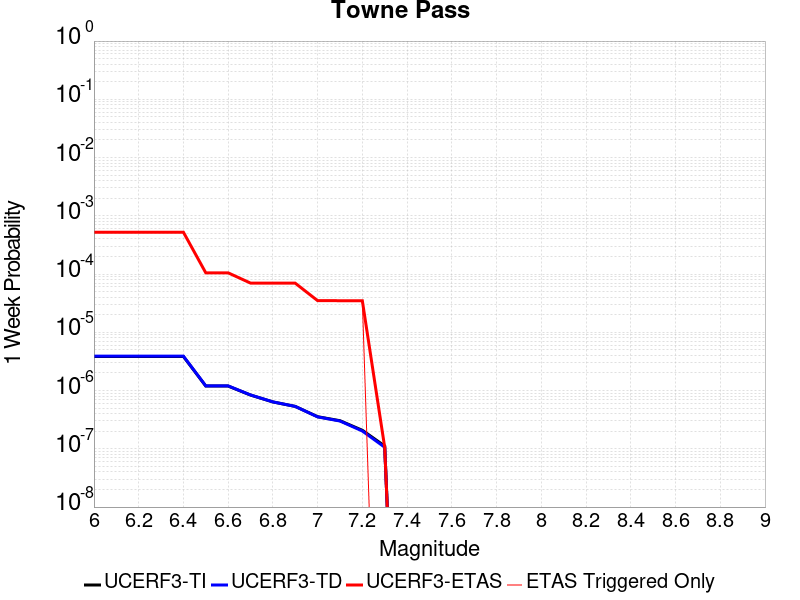 Towne Pass
10^0
10^-1
10^-2
10^-3
10^-4
10^-5
10^-6
10^-7
10^-8
1 Week Probability
6 6.2 6.4 6.6 6.8 7 7.2 7.4 7.6 7.8 8 8.2 8.4 8.6 8.8 9
Magnitude
UCERF3-TI UCERF3-TD UCERF3-ETAS ETAS Triggered Only